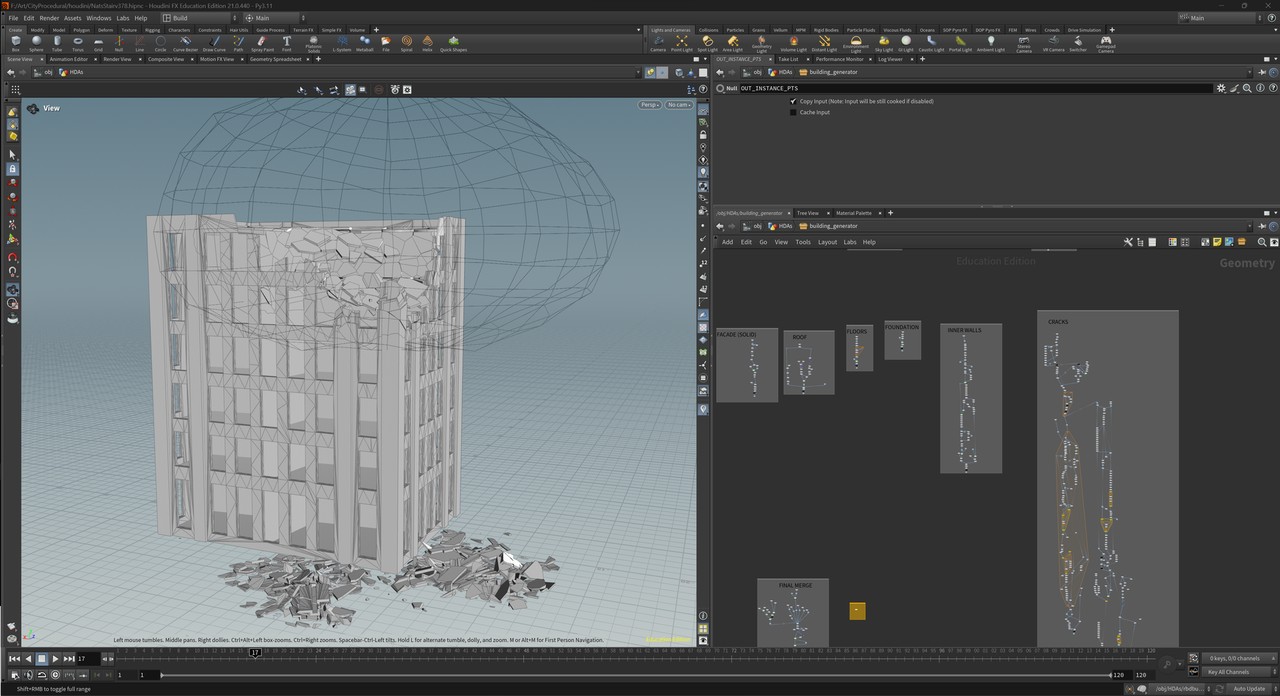 F:/Art/CityProcedural/houdini/NatsStairs378.hipnc - Houdini FX Education Edition 21.0.440 - Py3.11
File Edit Render Assets Windows Labs Help Build Main Main
Create Modify Model Polygon Deform Texture Rigging Characters Constraints Hair Utils Guide Process Terrain FX Simple FX Volume
Lights and Cameras Collisions Particles Grains Vellum MPM Rigid Bodies Particle Fluids Viscous Fluids Oceans SOP Pyro FX DOP Pyro FX FEM Wires Crowds Drive Simulation
Box Sphere Tube Torus Grid Null Line Circle Curve Bezier Draw Curve Path Spray Paint Font Platonic Solids L-System Metaball File Spiral Helix Quick Shapes
Camera Point Light Spot Light Area Light Geometry Light Volume Light Distant Light Environment Light Sky Light GI Light Caustic Light Portal Light Ambient Light Stereo Camera VR Camera Switcher Gamepad Camera
Scene View Animation Editor Render View Composite View Motion FX View Geometry Spreadsheet
OUT_INSTANCE_PTS Take List Performance Monitor Log Viewer
obj HDAs
obj HDAs building_generator
Null OUT_INSTANCE_PTS
Copy Input (Note: Input will be still cooked if disabled)
Cache Input
View
Persp No cam
/obj/HDAs/building_generator Tree View Material Palette
obj HDAs building_generator
Add Edit Go View Tools Layout Labs Help
Education Edition
Geometry
FACADE (SOLID)
ROOF
FLOORS
FOUNDATION
INNER WALLS
CRACKS
FINAL MERGE
Left mouse tumbles. Middle pans. Right dollies. Ctrl+Alt+Left box-zooms. Ctrl+Right zooms. Spacebar-Ctrl-Left tilts. Hold L for alternate tumble, dolly, and zoom. M or Alt+M for First Person Navigation.
17
17
0 keys, 0/0 channels
1 1 120 120
Key All Channels
Shift+RMB to toggle full range
/obj/HDAs/rbdbu...
Auto Update